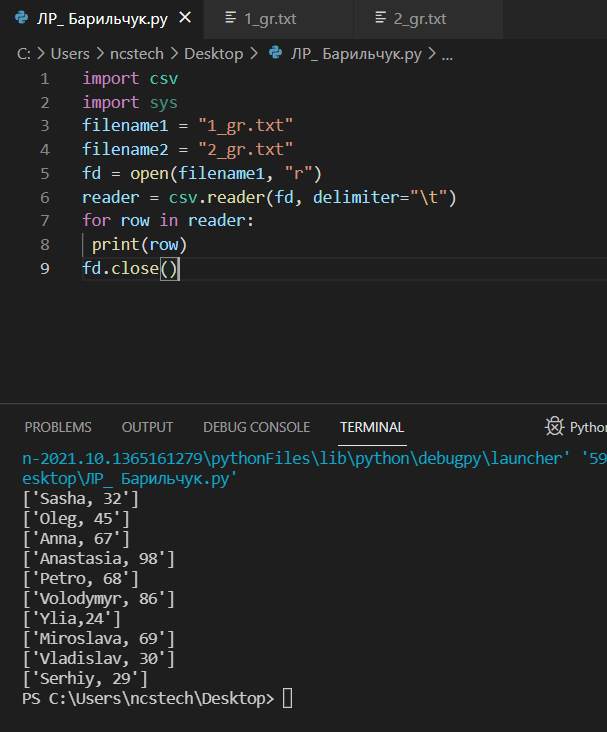 ЛР_ Барильчук.py 1_gr.txt 2_gr.txt
C: > Users > ncstech > Desktop > ЛР_ Барильчук.py > ...
1 import csv
2 import sys
3 filename1 = "1_gr.txt"
4 filename2 = "2_gr.txt"
5 fd = open(filename1, "r")
6 reader = csv.reader(fd, delimiter="\t")
7 for row in reader:
8 print(row)
9 fd.close()
PROBLEMS OUTPUT DEBUG CONSOLE TERMINAL Python
n-2021.10.1365161279\pythonFiles\lib\python\debugpy\launcher' '59
esktop\ЛР_ Барильчук.py'
['Sasha, 32']
['Oleg, 45']
['Anna, 67']
['Anastasia, 98']
['Petro, 68']
['Volodymyr, 86']
['Ylia,24']
['Miroslava, 69']
['Vladislav, 30']
['Serhiy, 29']
PS C:\Users\ncstech\Desktop>